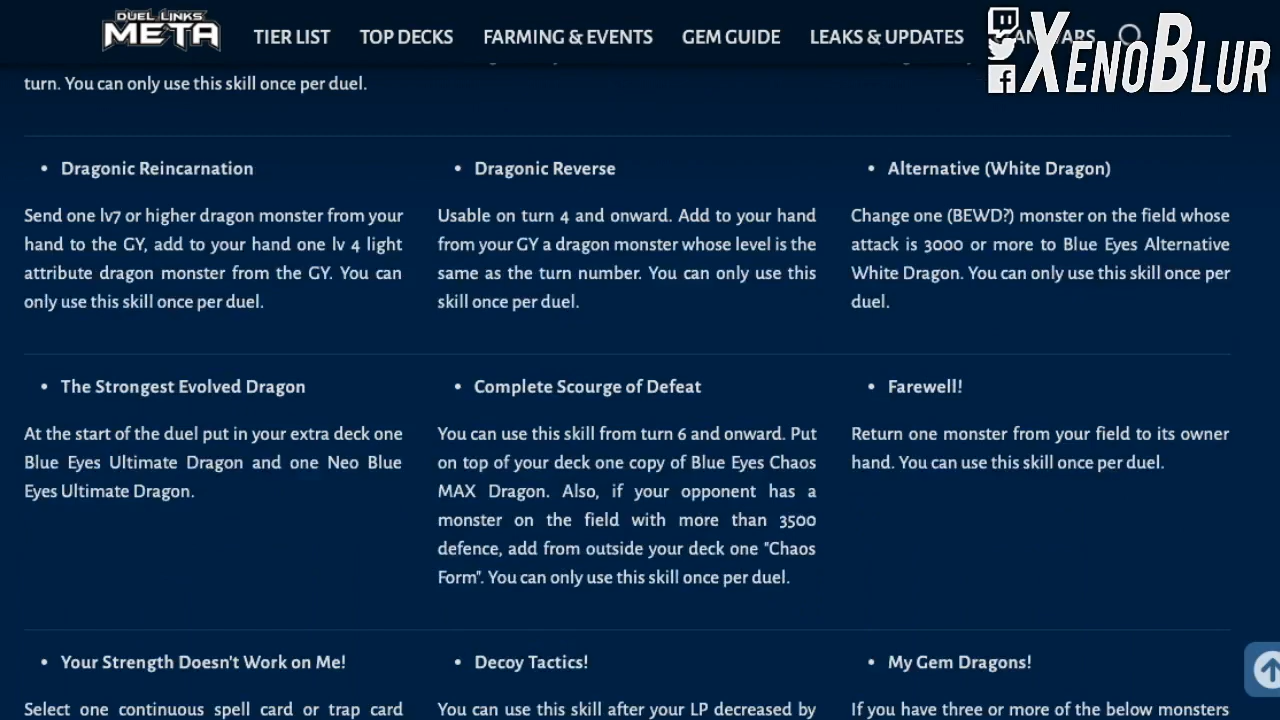 DUEL LINKS
META
TIER LIST
TOP DECKS
FARMING & EVENTS
GEM GUIDE
LEAKS & UPDATES
XENOBLUR
turn. You can only use this skill once per duel.
• Dragonic Reincarnation
Send one lv7 or higher dragon monster from your
hand to the GY, add to your hand one lv 4 light
attribute dragon monster from the GY. You can
only use this skill once per duel.
• Dragonic Reverse
Usable on turn 4 and onward. Add to your hand
from your GY a dragon monster whose level is the
same as the turn number. You can only use this
skill once per duel.
• Alternative (White Dragon)
Change one (BEWD?) monster on the field whose
attack is 3000 or more to Blue Eyes Alternative
White Dragon. You can only use this skill once per
duel.
• The Strongest Evolved Dragon
At the start of the duel put in your extra deck one
Blue Eyes Ultimate Dragon and one Neo Blue
Eyes Ultimate Dragon.
• Complete Scourge of Defeat
You can use this skill from turn 6 and onward. Put
on top of your deck one copy of Blue Eyes Chaos
MAX Dragon. Also, if your opponent has a
monster on the field with more than 3500
defence, add from outside your deck one "Chaos
Form". You can only use this skill once per duel.
• Farewell!
Return one monster from your field to its owner
hand. You can use this skill once per duel.
• Your Strength Doesn't Work on Me!
Select one continuous spell card or trap card
• Decoy Tactics!
You can use this skill after your LP decreased by
• My Gem Dragons!
If you have three or more of the below monsters